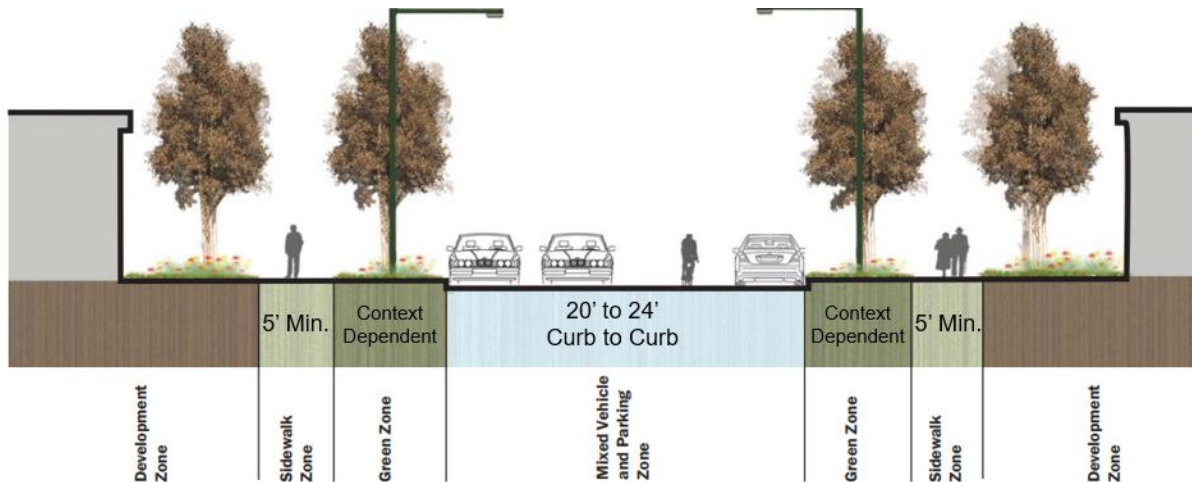 5’ Min.
Context
Dependent
20’ to 24’
Curb to Curb
Context
Dependent
5’ Min.
Development
Zone
Sidewalk
Zone
Green Zone
Mixed Vehicle
and Parking
Zone
Green Zone
Sidewalk
Zone
Development
Zone